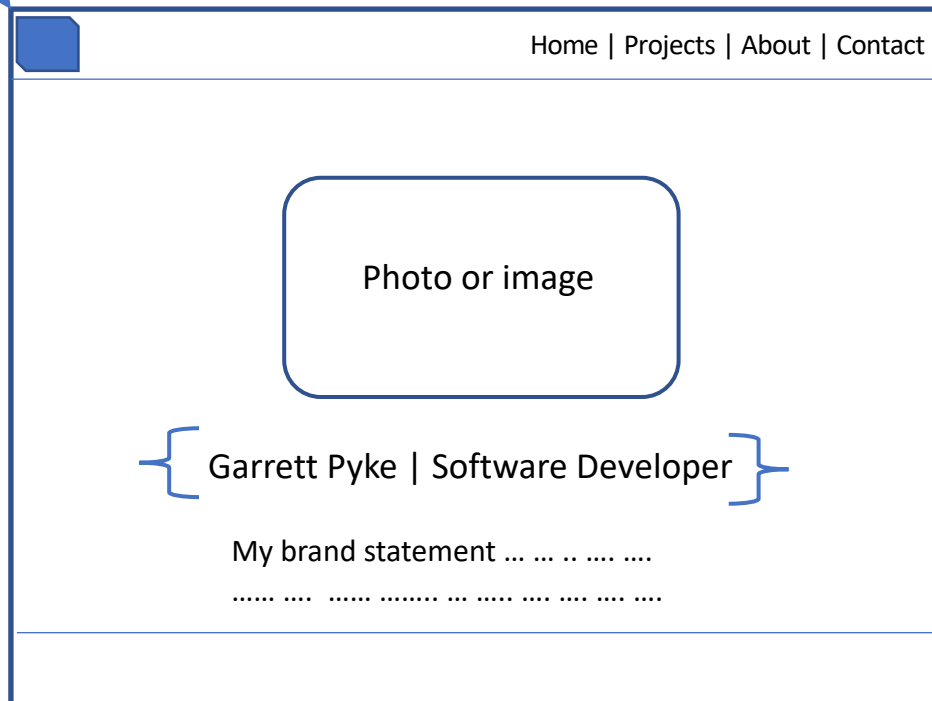 Home | Projects | About | Contact
Photo or image
Garrett Pyke | Software Developer
My brand statement … … .. …. ….
…… …. …… …….. … ….. …. …. …. ….